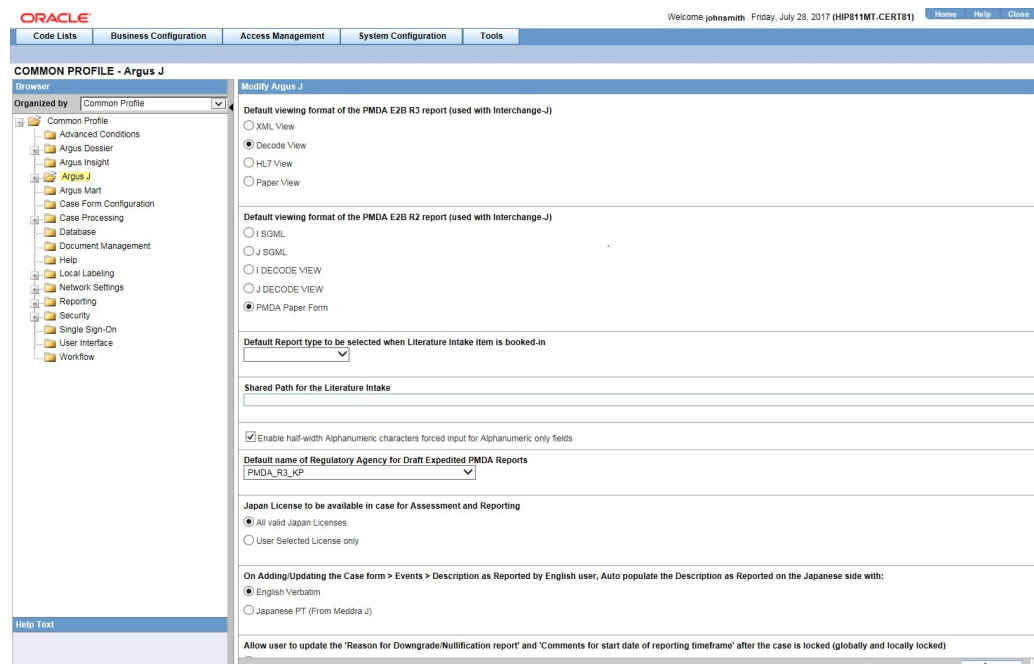 ORACLE
Welcome johnsmith . Friday, July 28, 2017 (HIP811MT-CERT81)
Home Help Close
Code Lists Business Configuration Access Management System Configuration Tools
COMMON PROFILE - Argus J
Browser
Organized by Common Profile
Common Profile
Advanced Conditions
Argus Dossier
Argus Insight
Argus J
Argus Mart
Case Form Configuration
Case Processing
Database
Document Management
Help
Local Labeling
Network Settings
Reporting
Security
Single Sign-On
User Interface
Workflow
Help Text
Modify Argus J
Default viewing format of the PMDA E2B R3 report (used with Interchange-J)
XML View
Decode View
HL7 View
Paper View
Default viewing format of the PMDA E2B R2 report (used with Interchange-J)
I SGML
J SGML
I DECODE VIEW
J DECODE VIEW
PMDA Paper Form
Default Report type to be selected when Literature Intake item is booked-in
Shared Path for the Literature Intake
Enable half-width Alphanumeric characters forced input for Alphanumeric only fields
Default name of Regulatory Agency for Draft Expedited PMDA Reports
PMDA_R3_KP
Japan License to be available in case for Assessment and Reporting
All valid Japan Licenses
User Selected License only
On Adding/Updating the Case form > Events > Description as Reported by English user, Auto populate the Description as Reported on the Japanese side with:
English Verbatim
Japanese PT (From Meddra J)
Allow user to update the 'Reason for Downgrade/Nullification report' and 'Comments for start date of reporting timeframe' after the case is locked (globally and locally locked)